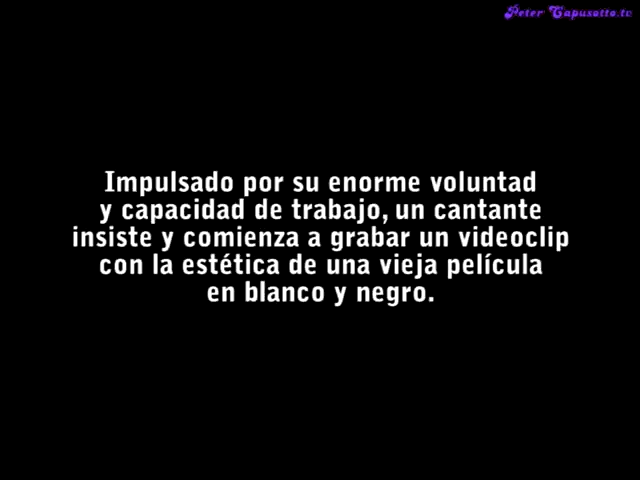 Peter Capusotto.tv
Impulsado por su enorme voluntad
y capacidad de trabajo, un cantante
insiste y comienza a grabar un videoclip
con la estética de una vieja película
en blanco y negro.